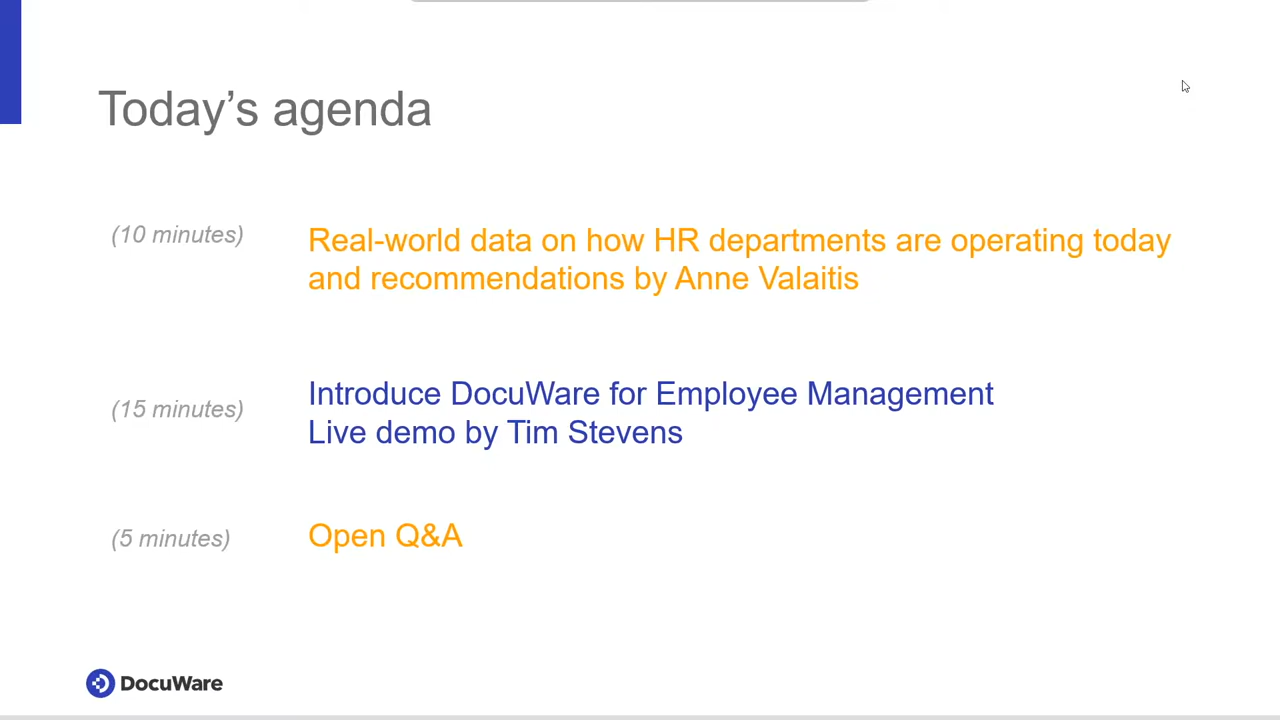 Today’s agenda
(10 minutes)
Real-world data on how HR departments are operating today
and recommendations by Anne Valaitis
(15 minutes)
Introduce DocuWare for Employee Management
Live demo by Tim Stevens
(5 minutes)
Open Q&A
DocuWare